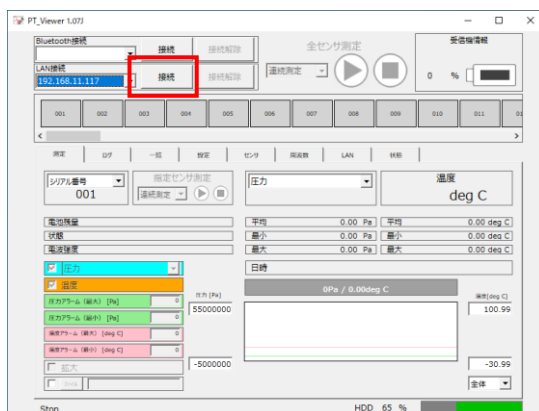 PT_Viewer 1.07J
Bluetooth接続
接続
接続解除
全センサ測定
受信機情報
LAN接続
192.168.11.117
接続
接続解除
連続測定
0 %
001 002 003 004 005 006 007 008 009 010 011 01
測定 ログ 一括 設定 センサ 周波数 LAN 状態
シリアル番号
001
指定センサ測定
連続測定
圧力
温度
deg C
電池残量
状態
電波強度
平均 0.00 Pa 平均 0.00 deg C
最小 0.00 Pa 最小 0.00 deg C
最大 0.00 Pa 最大 0.00 deg C
圧力
温度
日時
0Pa / 0.00deg C
圧力アラーム (最大) [Pa] 0
圧力アラーム (最小) [Pa] 0
温度アラーム (最大) [deg C] 0
温度アラーム (最小) [deg C] 0
拡大
圧力 [Pa]
55000000
-5000000
温度[deg C]
100.99
-30.99
全体
Stop
HDD 65 %